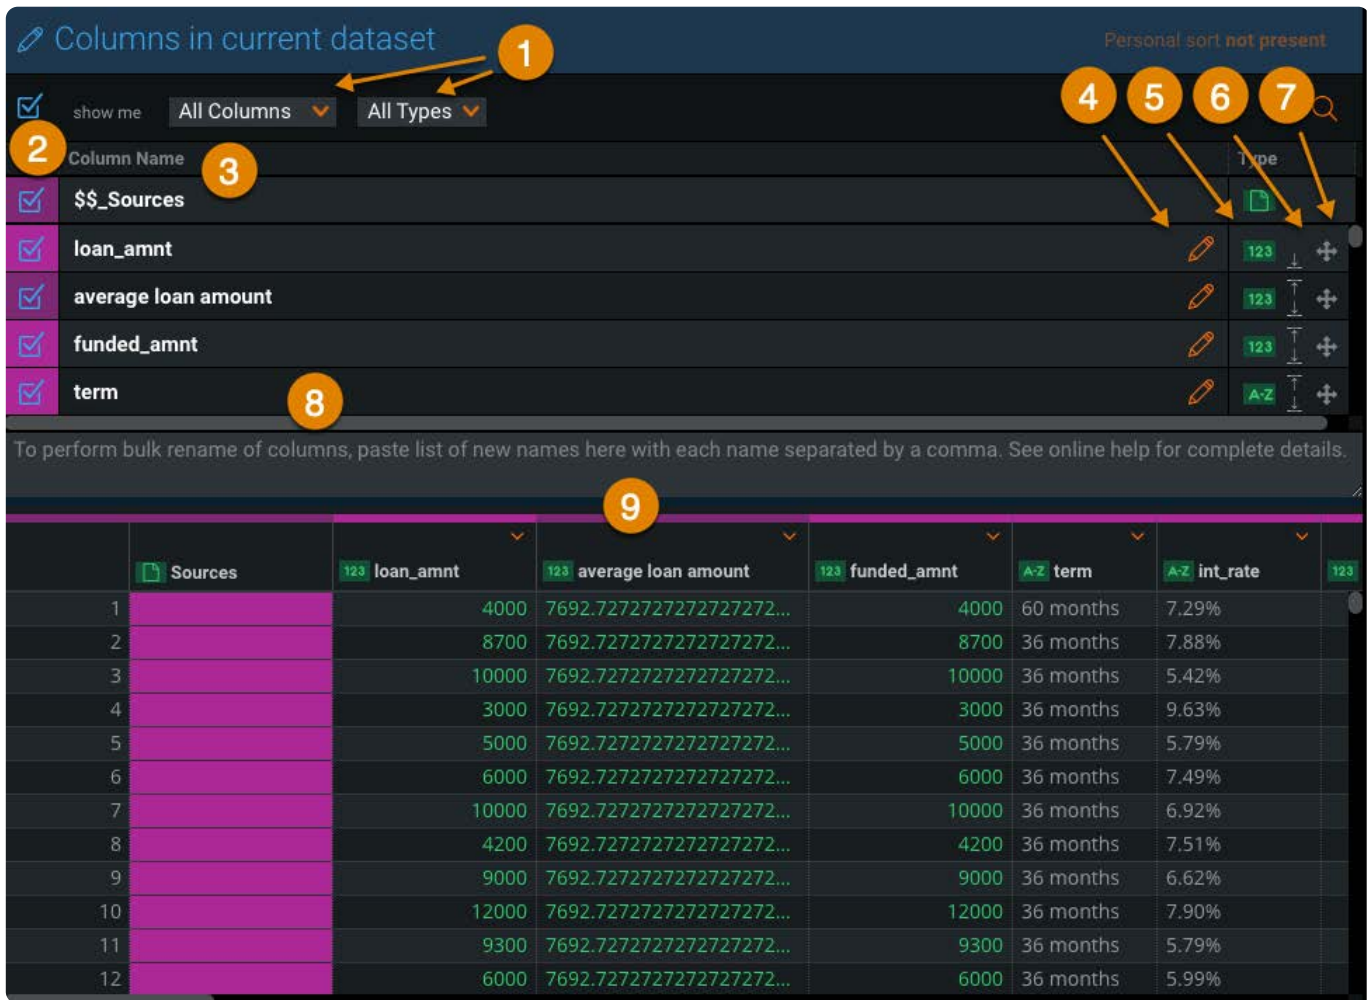 Columns in current dataset
1
Personal sort not present
show me All Columns All Types
4 5 6 7
2 Column Name 3 Type
$$_Sources
loan_amnt 123
average loan amount 123
funded_amnt 123
term A-Z
8
To perform bulk rename of columns, paste list of new names here with each name separated by a comma. See online help for complete details.
9
Sources 123 loan_amnt 123 average loan amount 123 funded_amnt A-Z term A-Z int_rate 123
1 4000 7692.7272727272727272... 4000 60 months 7.29%
2 8700 7692.7272727272727272... 8700 36 months 7.88%
3 10000 7692.7272727272727272... 10000 36 months 5.42%
4 3000 7692.7272727272727272... 3000 36 months 9.63%
5 5000 7692.7272727272727272... 5000 36 months 5.79%
6 6000 7692.7272727272727272... 6000 36 months 7.49%
7 10000 7692.7272727272727272... 10000 36 months 6.92%
8 4200 7692.7272727272727272... 4200 36 months 7.51%
9 9000 7692.7272727272727272... 9000 36 months 6.62%
10 12000 7692.7272727272727272... 12000 36 months 7.90%
11 9300 7692.7272727272727272... 9300 36 months 5.79%
12 6000 7692.7272727272727272... 6000 36 months 5.99%